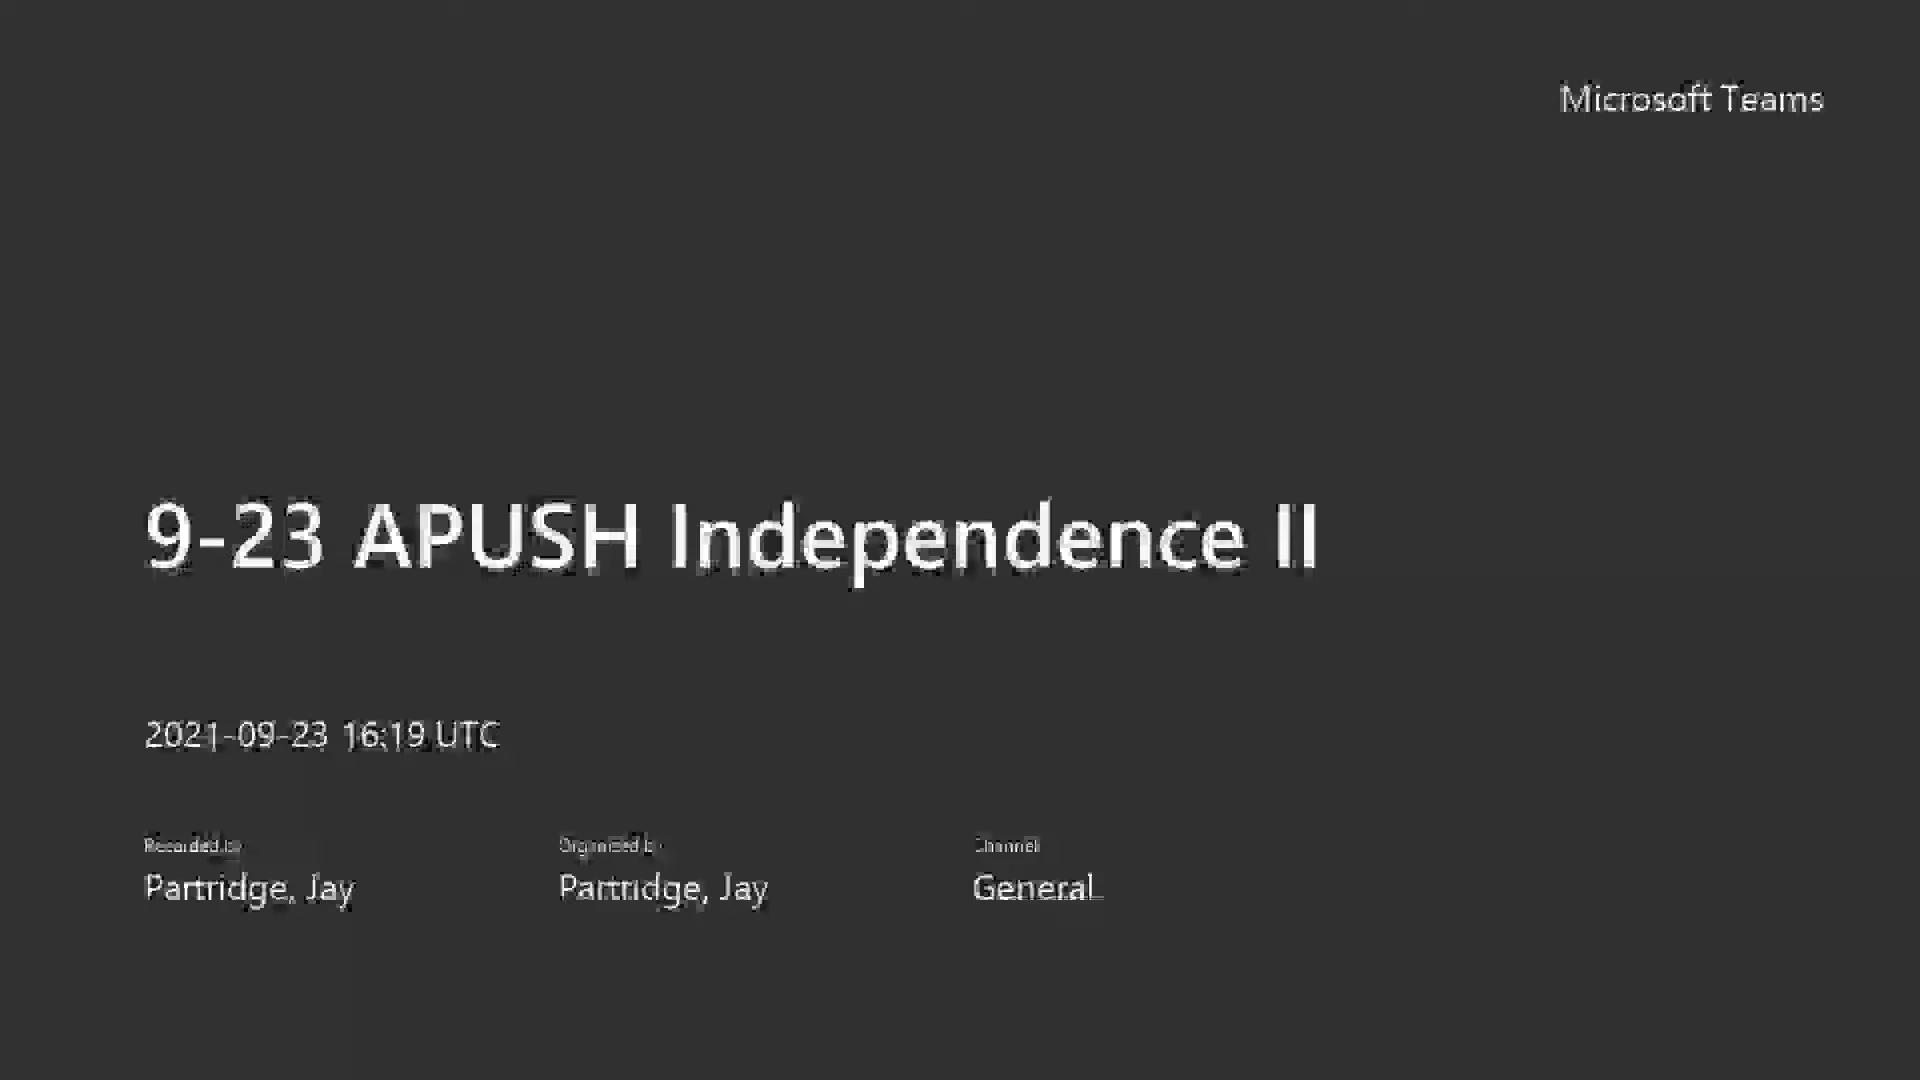 Microsoft Teams
9-23 APUSH Independence II
2021-09-23 16:19 UTC
Recorded by Organized by Channel
Partridge, Jay Partridge, Jay General